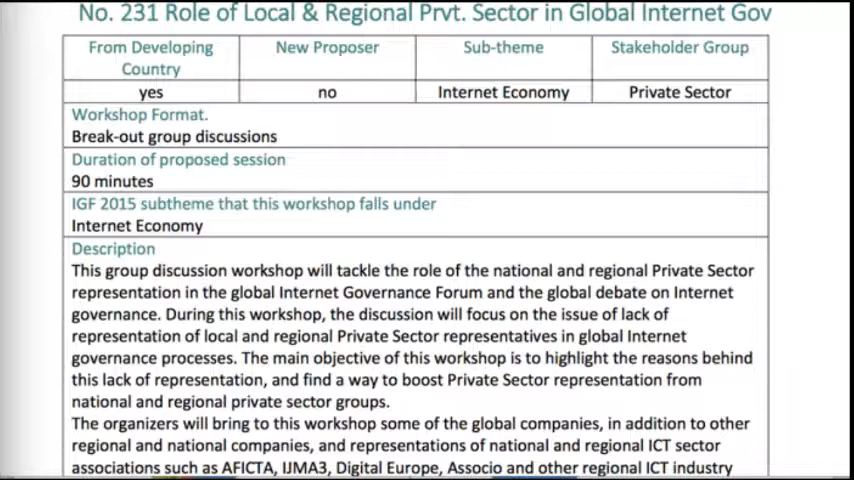 No. 231 Role of Local & Regional Prvt. Sector in Global Internet Gov
From Developing Country
New Proposer
Sub-theme
Stakeholder Group
yes
no
Internet Economy
Private Sector
Workshop Format.
Break-out group discussions
Duration of proposed session
90 minutes
IGF 2015 subtheme that this workshop falls under
Internet Economy
Description
This group discussion workshop will tackle the role of the national and regional Private Sector
representation in the global Internet Governance Forum and the global debate on Internet
governance. During this workshop, the discussion will focus on the issue of lack of
representation of local and regional Private Sector representatives in global Internet
governance processes. The main objective of this workshop is to highlight the reasons behind
this lack of representation, and find a way to boost Private Sector representation from
national and regional private sector groups.
The organizers will bring to this workshop some of the global companies, in addition to other
regional and national companies, and representations of national and regional ICT sector
associations such as AFICTA, IJMA3, Digital Europe, Associo and other regional ICT industry